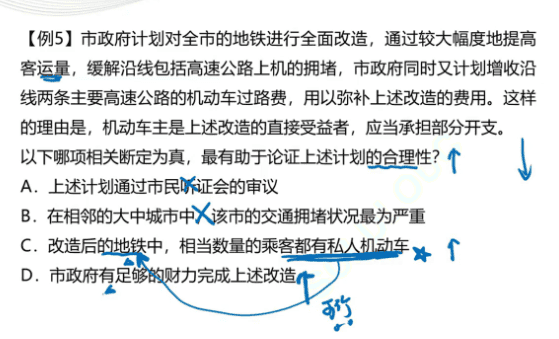 【例5】市政府计划对全市的地铁进行全面改造，通过较大幅度地提高
客运量，缓解沿线包括高速公路上机的拥堵，市政府同时又计划增收沿
线两条主要高速公路的机动车过路费，用以弥补上述改造的费用。这样
的理由是，机动车主是上述改造的直接受益者，应当承担部分开支。
以下哪项相关断定为真，最有助于论证上述计划的合理性？
A．上述计划通过市民听证会的审议
B．在相邻的大中城市中，该市的交通拥堵状况最为严重
C．改造后的地铁中，相当数量的乘客都有私人机动车
D．市政府有足够的财力完成上述改造
可行